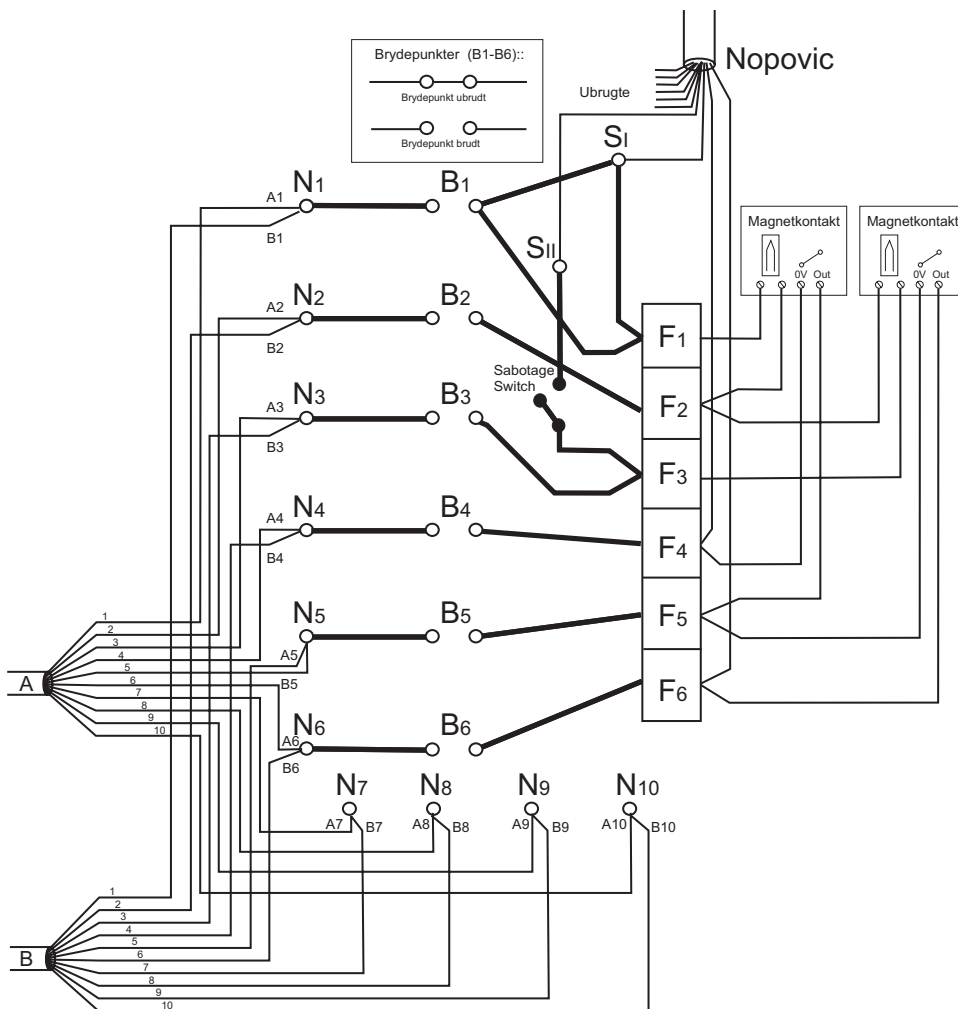 Brydepunkter (B1-B6)::
Brydepunkt ubrudt
Brydepunkt brudt
Nopovic
Ubrugte
SI
SII
N1
B1
A1
B1
Magnetkontakt
0V Out
Magnetkontakt
0V Out
N2
B2
A2
B2
F1
Sabotage
Switch
F2
N3
B3
A3
B3
F3
N4
B4
A4
B4
F4
N5
B5
A5
B5
F5
A
1
2
3
4
5
6
7
8
9
10
N6
B6
A6
B6
F6
N7
N8
N9
N10
A7
B7
A8
B8
A9
B9
A10
B10
B
1
2
3
4
5
6
7
8
9
10